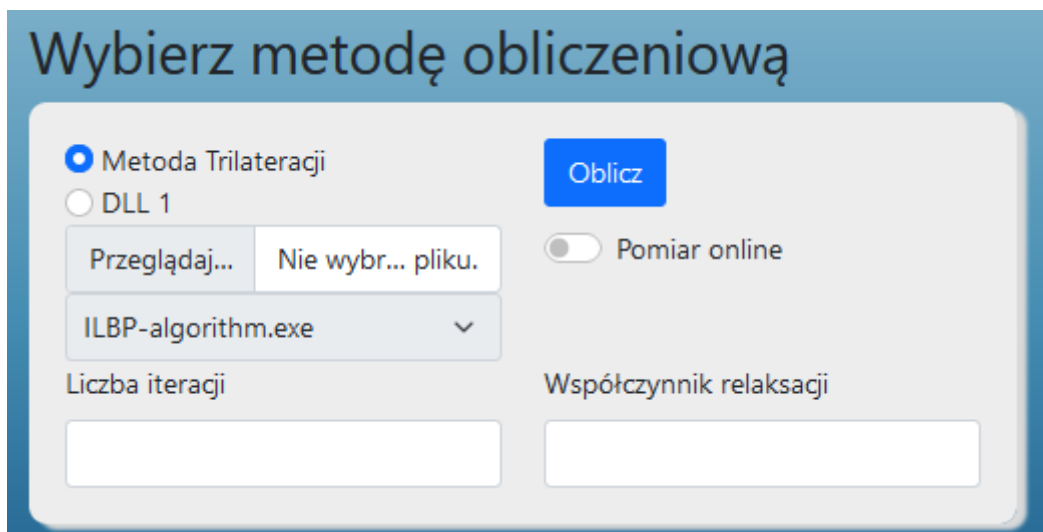 Wybierz metodę obliczeniową
Metoda Trilateracji
DLL 1
Przeglądaj... Nie wybr... pliku.
ILBP-algorithm.exe
Oblicz
Pomiar online
Liczba iteracji
Współczynnik relaksacji